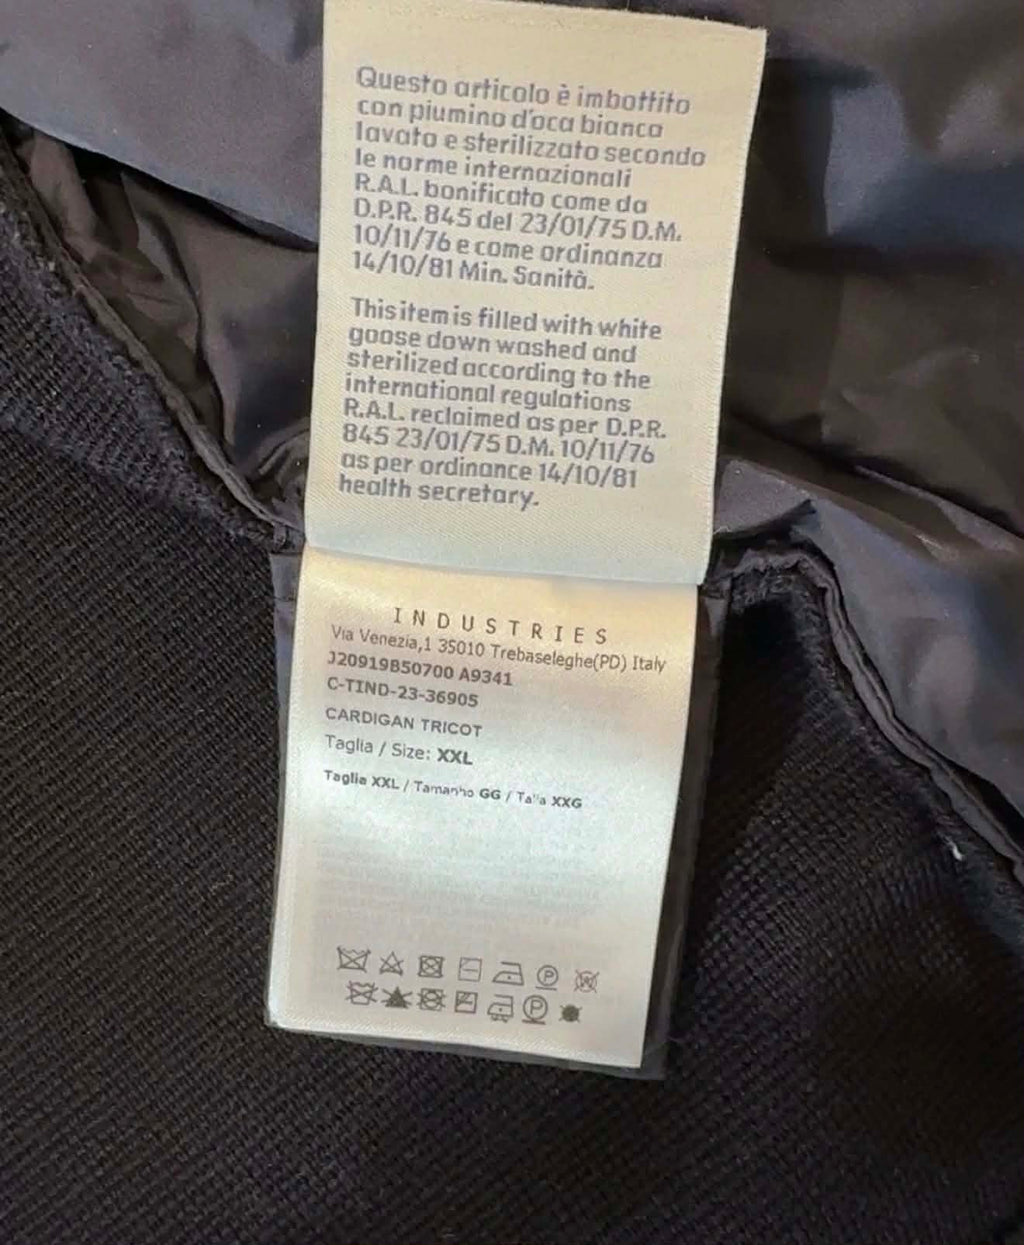 Questo articolo è imbottito
con piumino d'oca bianca
lavato e sterilizzato secondo
le norme internazionali
R.A.L. bonificato come da
D.P.R. 845 del 23/01/75 D.M.
10/11/76 e come ordinanza
14/10/81 Min. Sanità.
This item is filled with white
goose down washed and
sterilized according to the
international regulations
R.A.L. reclaimed as per D.P.R.
845 23/01/75 D.M. 10/11/76
as per ordinance 14/10/81
health secretary.
INDUSTRIES
Via Venezia,1 35010 Trebaseleghe(PD) Italy
J20919B50700 A9341
C-TIND-23-36905
CARDIGAN TRICOT
Taglia / Size: XXL
Taglia XXL / Tamanho GG / Talla XXG
P
W
P